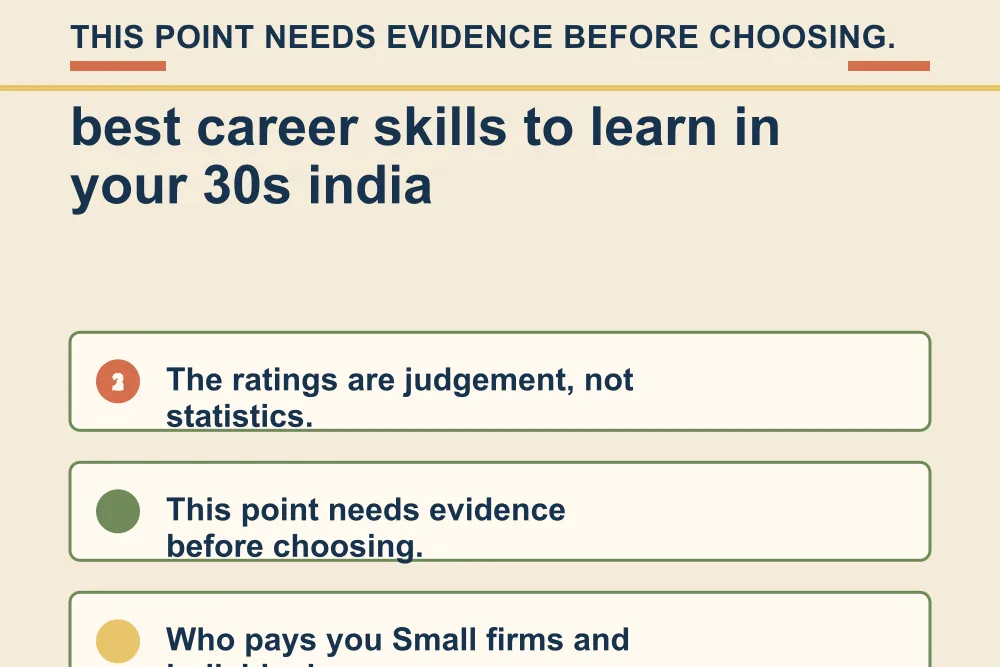 THIS POINT NEEDS EVIDENCE BEFORE CHOOSING.
best career skills to learn in
your 30s india
The ratings are judgement, not
statistics.
This point needs evidence
before choosing.
Who pays you Small firms and